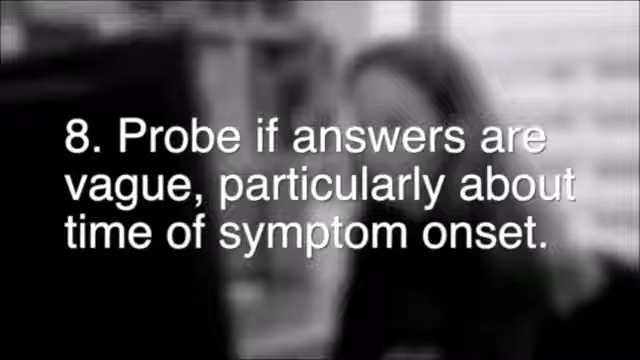 8. Probe if answers are
vague, particularly about
time of symptom onset.